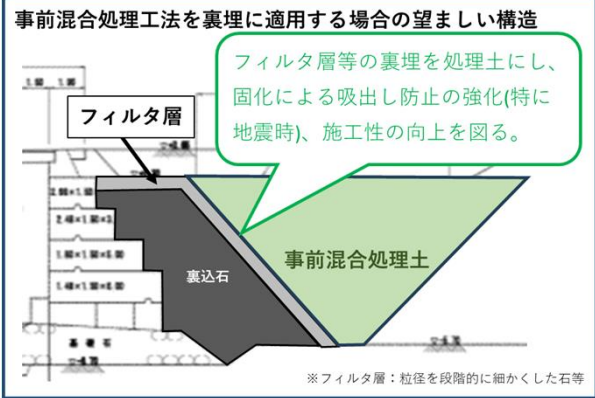 事前混合処理工法を裏埋に適用する場合の望ましい構造
フィルタ層等の裏埋を処理土にし、
固化による吸出し防止の強化(特に
地震時)、施工性の向上を図る。
フィルタ層
事前混合処理土
裏込石
基礎石
※フィルタ層：粒径を段階的に細かくした石等